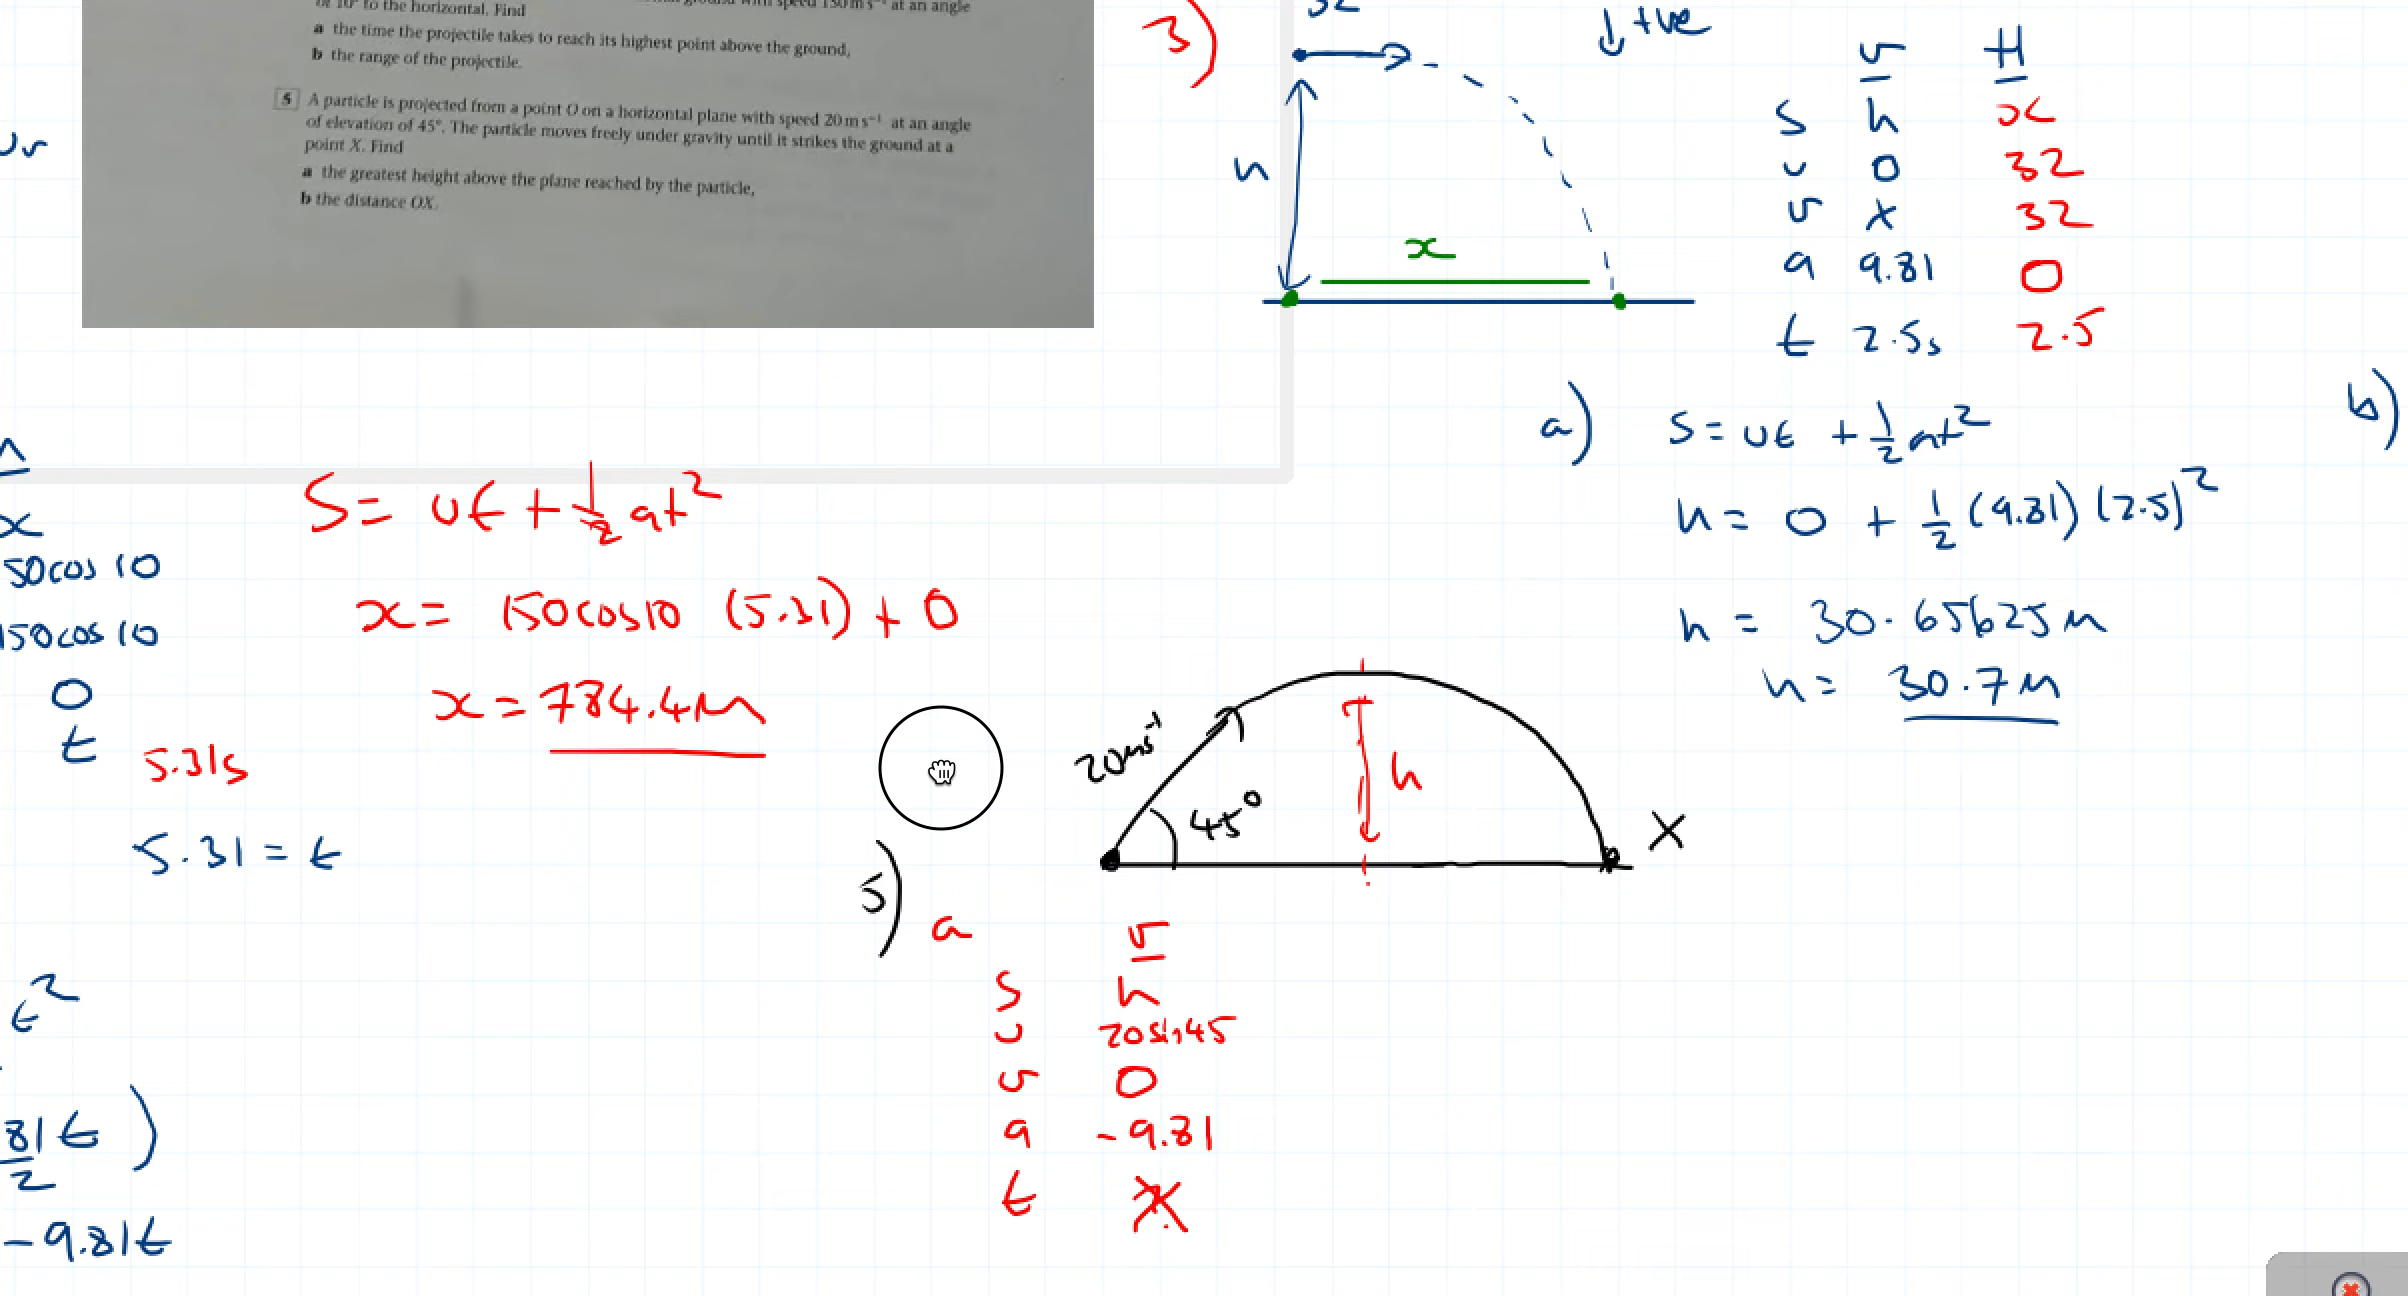 to the horizontal. Find
a the time the projectile takes to reach its highest point above the ground,
b the range of the projectile.
5 A particle is projected from a point O on a horizontal plane with speed 20 m s⁻¹ at an angle
of elevation of 45°. The particle moves freely under gravity until it strikes the ground at a
point X. Find
a the greatest height above the plane reached by the particle,
b the distance OX.
3)
32
↓ +ve
h
x
v H
s h x
u 0 32
v x 32
a 9.81 0
t 2.5s 2.5
a) s = ut + ½at²
h = 0 + ½(9.81)(2.5)²
h = 30.65625m
h = 30.7m
b)
x
50cos10
150cos10
0
t 5.31s
5.31 = t
s = ut + ½at²
x = 150cos10 (5.31) + 0
x = 784.4m
t²
81t )
2
-9.81t
5)
20ms⁻¹
45°
h
X
a
v
s h
u 20sin45
v 0
a -9.81
t x